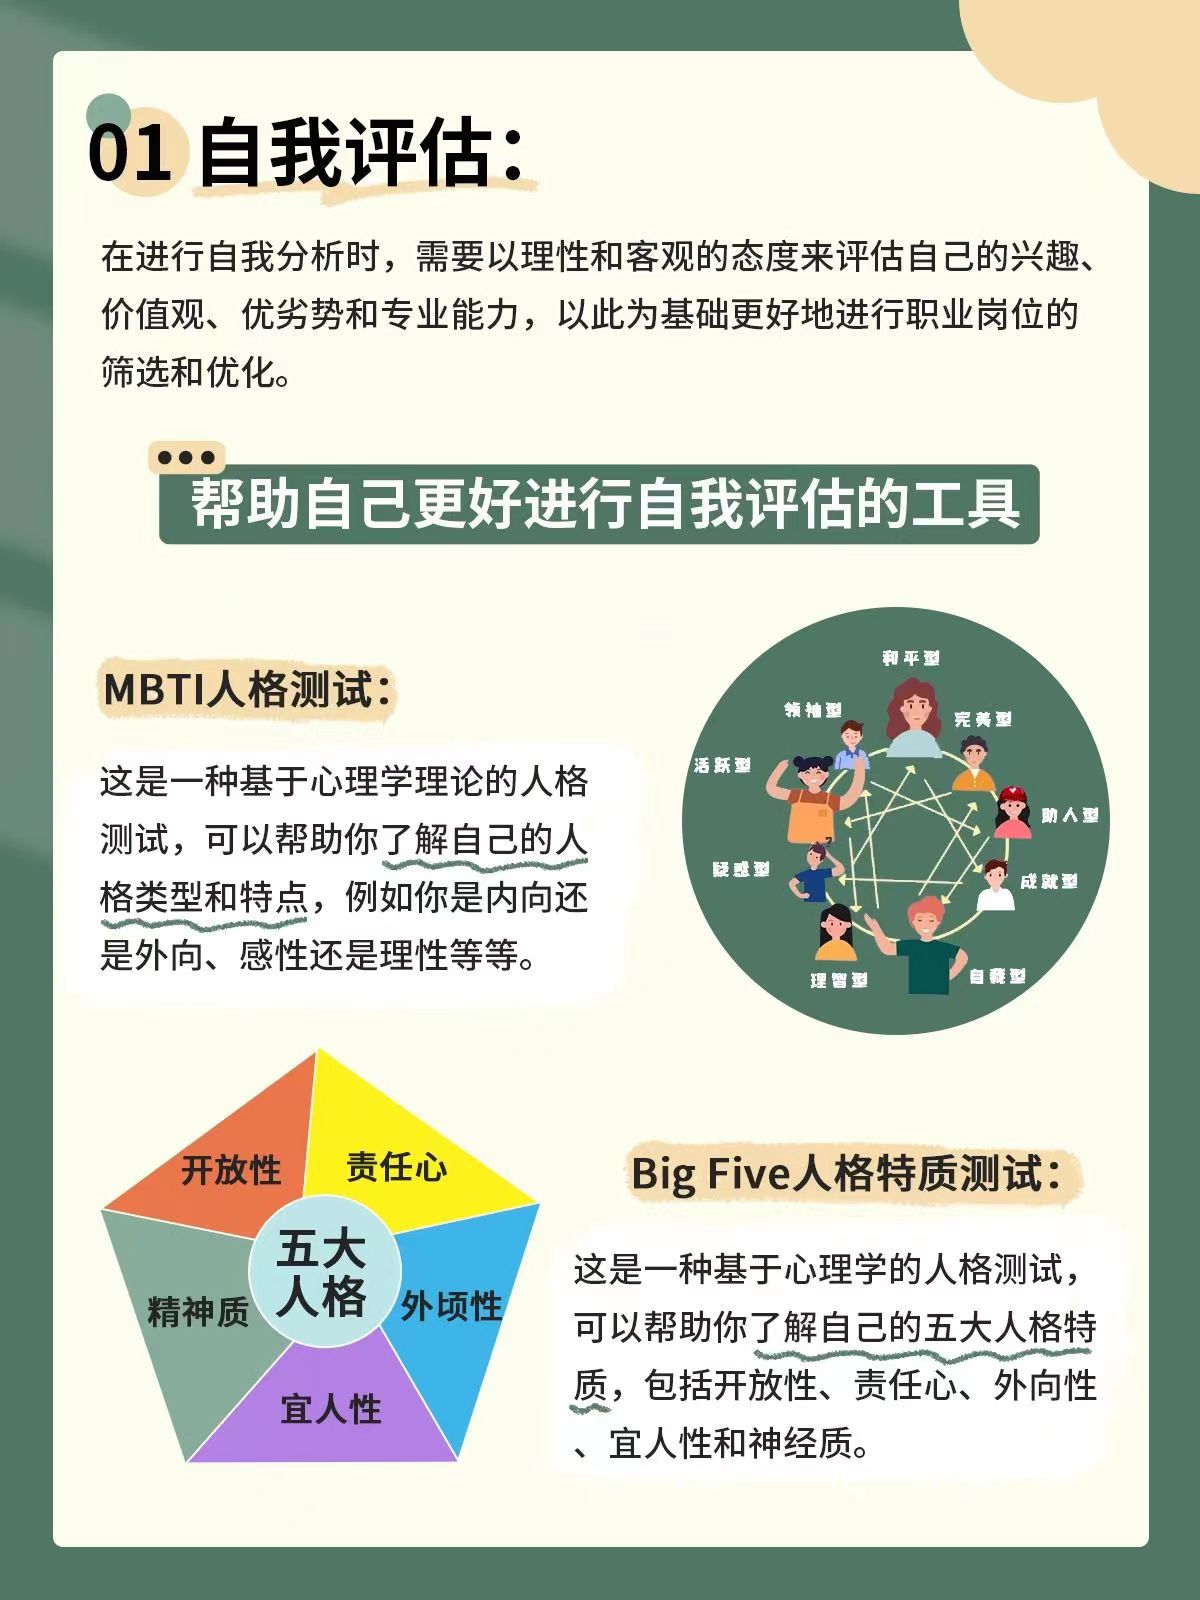 01 自我评估：
在进行自我分析时，需要以理性和客观的态度来评估自己的兴趣、
价值观、优劣势和专业能力，以此为基础更好地进行职业岗位的
筛选和优化。
帮助自己更好进行自我评估的工具
MBTI人格测试：
这是一种基于心理学理论的人格
测试，可以帮助你了解自己的人
格类型和特点，例如你是内向还
是外向、感性还是理性等等。
和平型
领袖型
完美型
活跃型
助人型
疑惑型
成就型
理智型
自我型
?
开放性
责任心
五大
人格
精神质
外顷性
宜人性
Big Five人格特质测试：
这是一种基于心理学的人格测试，
可以帮助你了解自己的五大人格特
质，包括开放性、责任心、外向性
、宜人性和神经质。